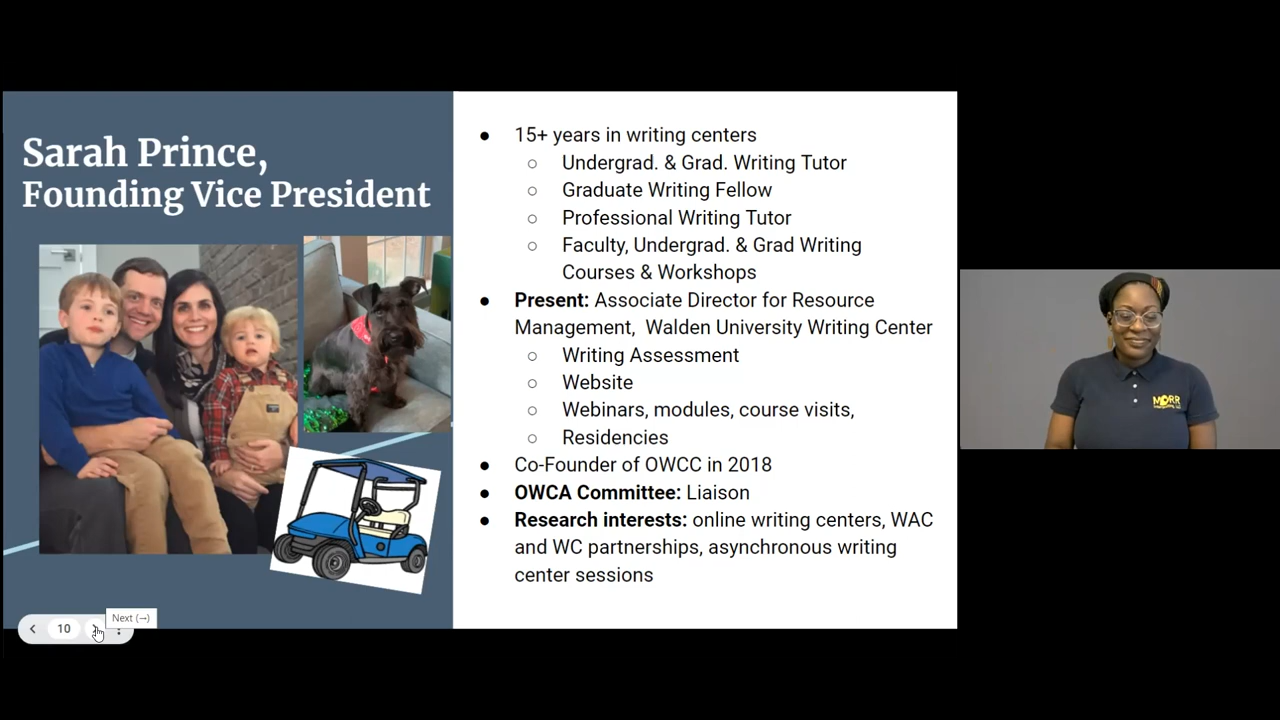 Sarah Prince,
Founding Vice President
● 15+ years in writing centers
○ Undergrad. & Grad. Writing Tutor
○ Graduate Writing Fellow
○ Professional Writing Tutor
○ Faculty, Undergrad. & Grad Writing
Courses & Workshops
● Present: Associate Director for Resource
Management, Walden University Writing Center
○ Writing Assessment
○ Website
○ Webinars, modules, course visits,
○ Residencies
● Co-Founder of OWCC in 2018
● OWCA Committee: Liaison
● Research interests: online writing centers, WAC
and WC partnerships, asynchronous writing
center sessions
MORR
Next (→)
10